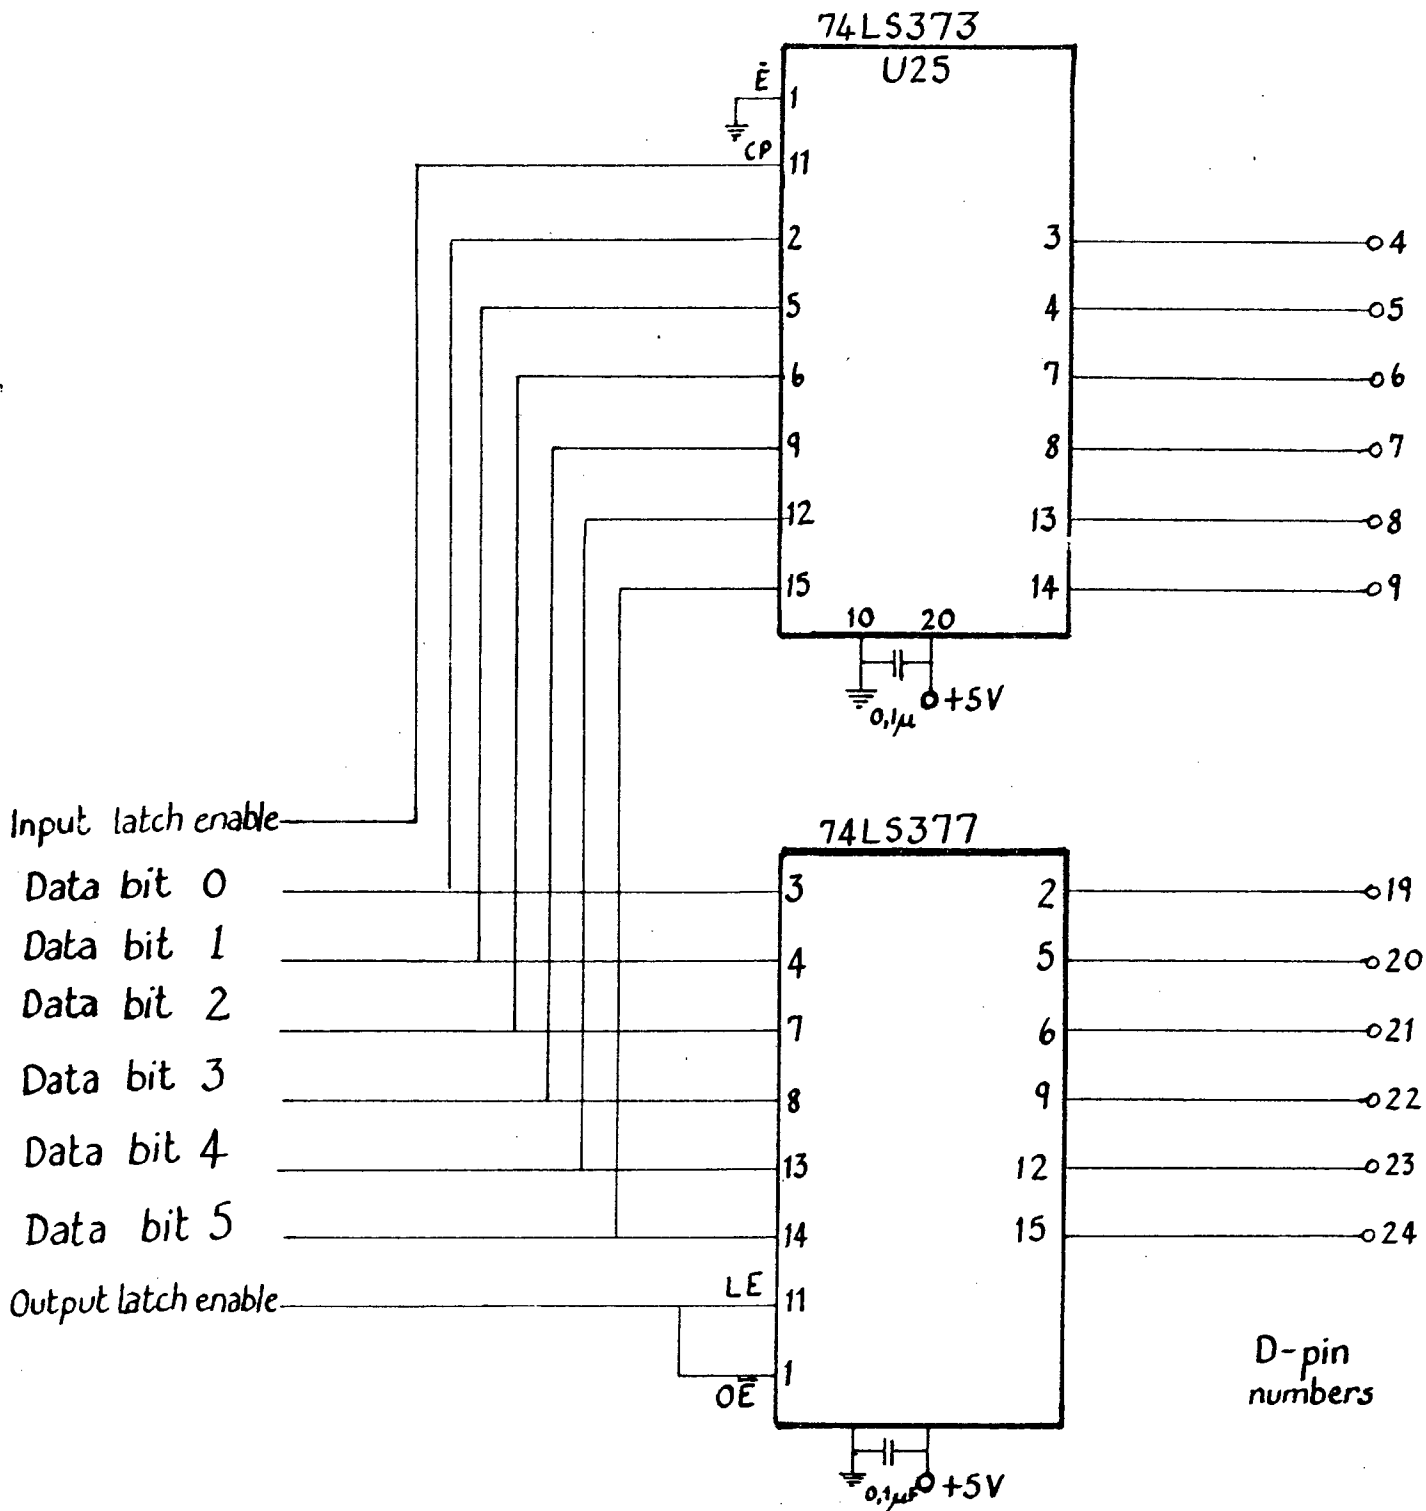 74LS373
U25
E̅
1
CP
11
2
3
4
5
4
5
6
7
6
9
8
7
12
13
8
15
14
9
10
20
0,1μ
+5V
Input latch enable
74LS377
Data bit 0
3
2
19
Data bit 1
4
5
20
Data bit 2
7
6
21
Data bit 3
8
9
22
Data bit 4
13
12
23
Data bit 5
14
15
24
Output latch enable
LE
11
1
OE̅
D-pin
numbers
0,1μF
+5V